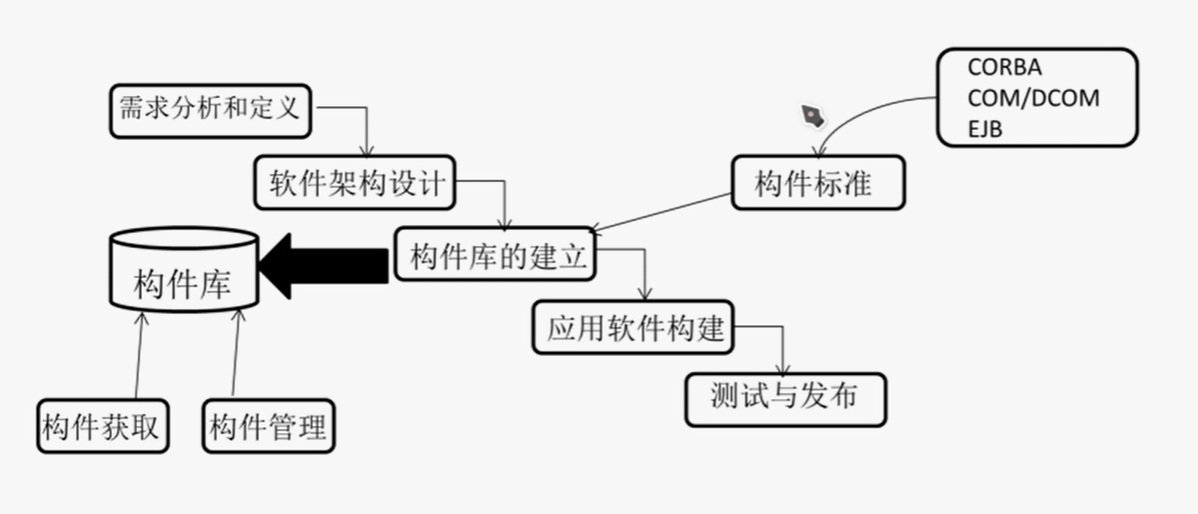 CORBA
COM/DCOM
EJB
需求分析和定义
软件架构设计
构件标准
构件库的建立
构件库
应用软件构建
测试与发布
构件获取
构件管理